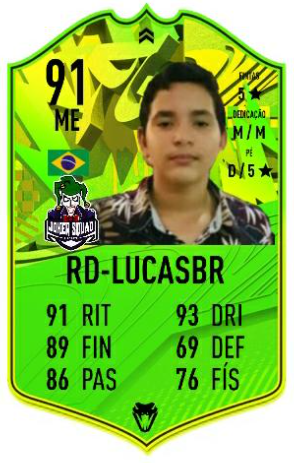 91
ME
FINTAS
5 ★
DEDICAÇÃO
M/M
PÉ
D/5 ★
JOKER SQUAD
RD-LUCASBR
91 RIT 93 DRI
89 FIN 69 DEF
86 PAS 76 FÍS